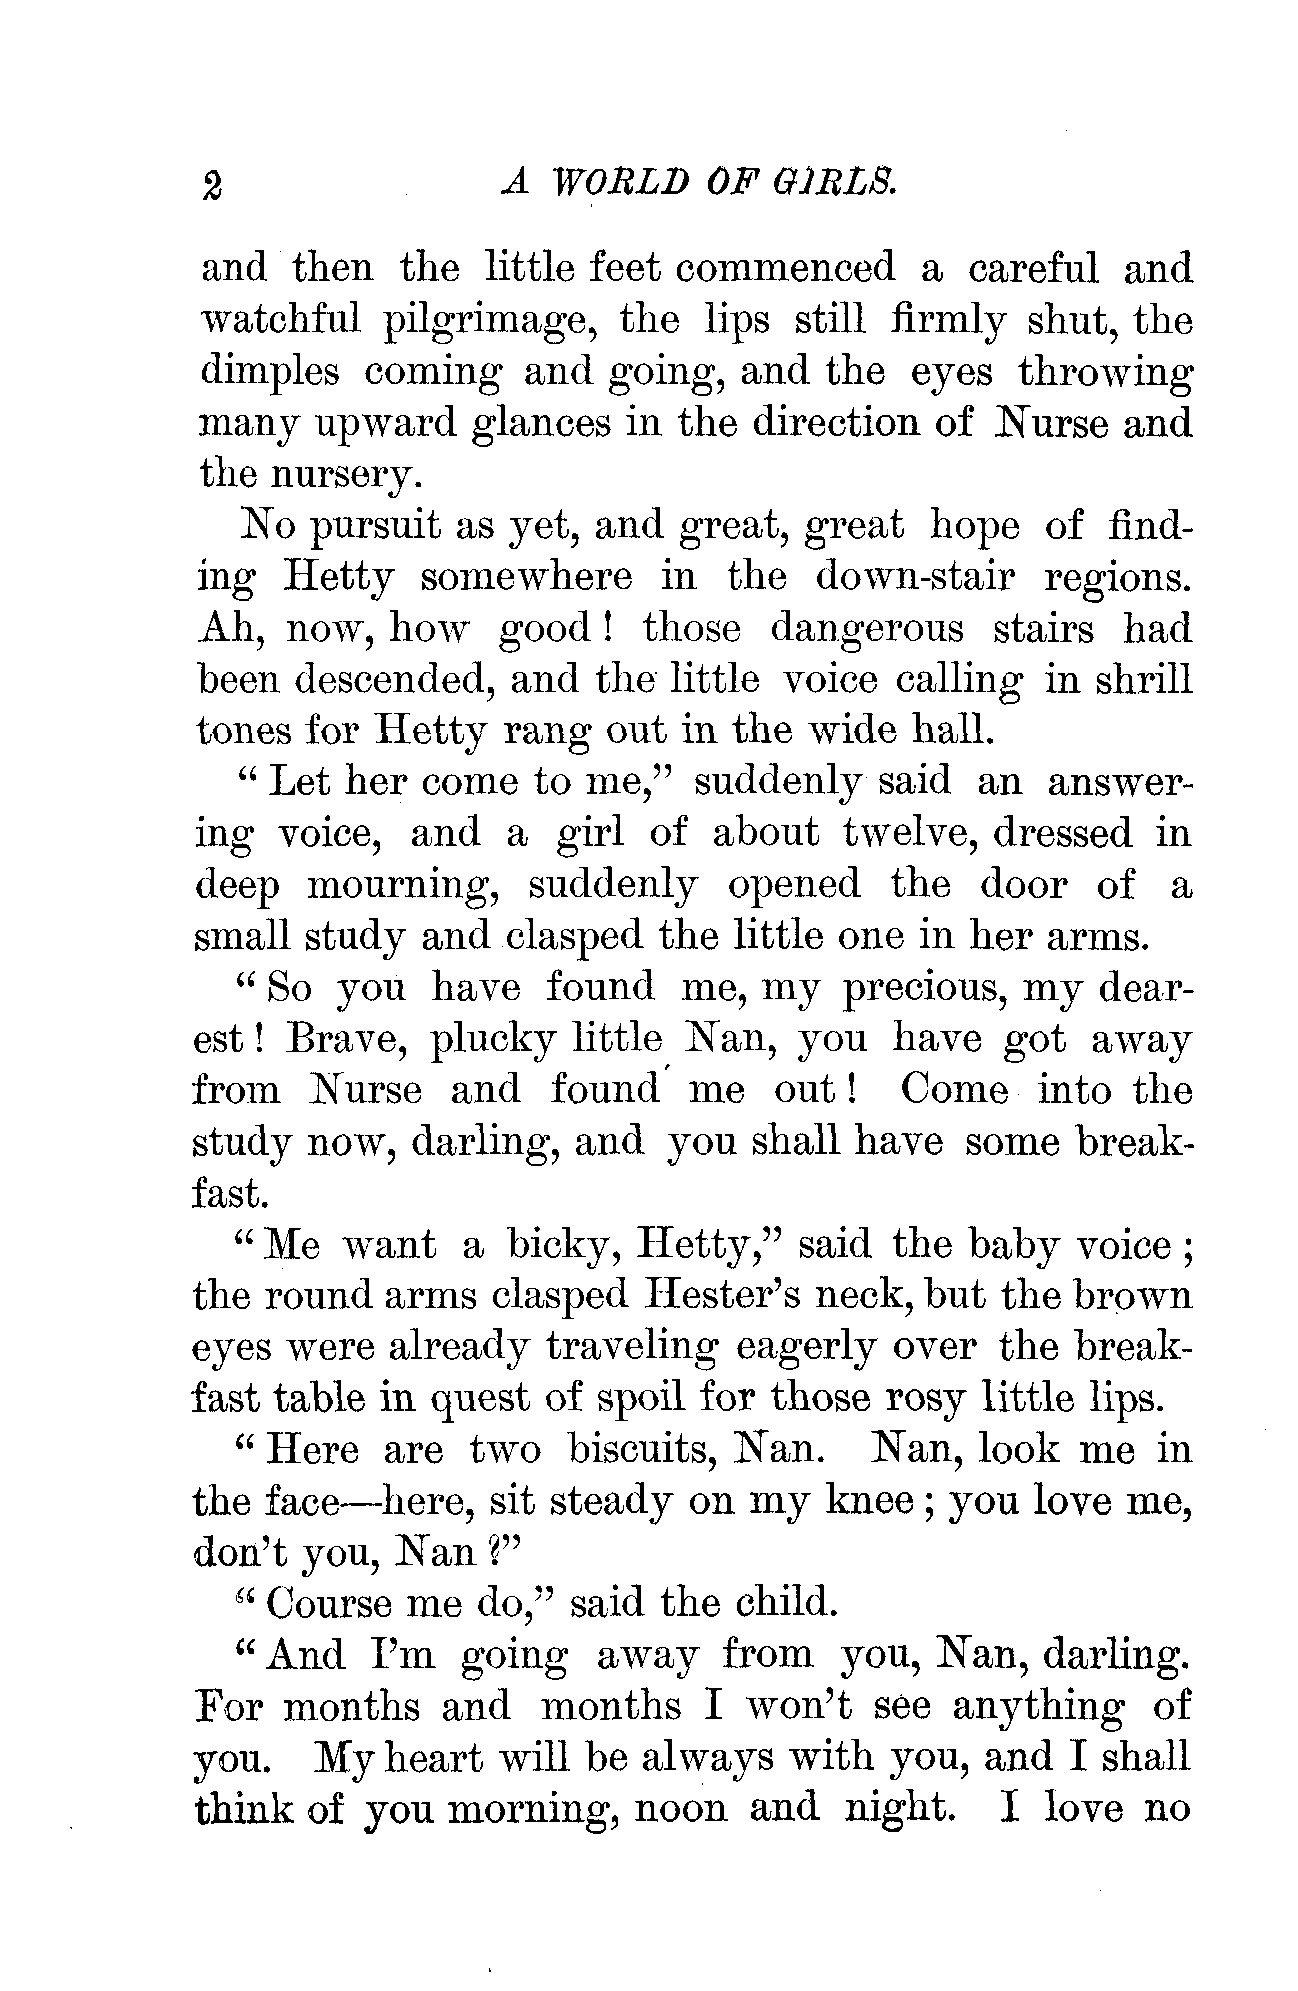 2 A WORLD OF GIRLS.
and then the little feet commenced a careful and
watchful pilgrimage, the lips still firmly shut, the
dimples coming and going, and the eyes throwing
many upward glances in the direction of Nurse and
the nursery.
No pursuit as yet, and great, great hope of find-
ing Hetty somewhere in the down-stair regions.
Ah, now, how good! those dangerous stairs had
been descended, and the little voice calling in shrill
tones for Hetty rang out in the wide hall.
“Let her come to me,” suddenly said an answer-
ing voice, and a girl of about twelve, dressed in
deep mourning, suddenly opened the door of a
small study and clasped the little one in her arms.
“So you have found me, my precious, my dear-
est! Brave, plucky little Nan, you have got away
from Nurse and found me out! Come into the
study now, darling, and you shall have some break-
fast.
“Me want a bicky, Hetty,” said the baby voice;
the round arms clasped Hester’s neck, but the brown
eyes were already traveling eagerly over the break-
fast table in quest of spoil for those rosy little lips.
“Here are two biscuits, Nan. Nan, look me in
the face—here, sit steady on my knee; you love me,
don’t you, Nan?”
“Course me do,” said the child.
“And I’m going away from you, Nan, darling.
For months and months I won’t see anything of
you. My heart will be always with you, and I shall
think of you morning, noon and night. I love no